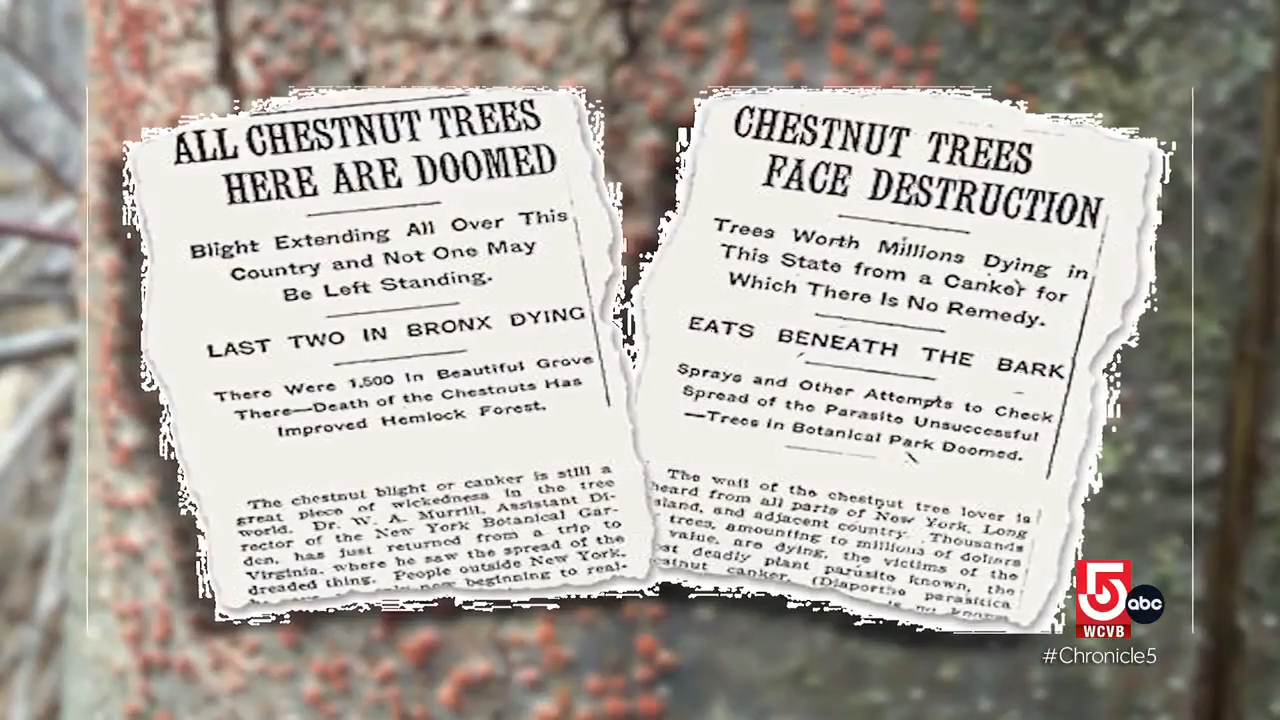 ALL CHESTNUT TREES
HERE ARE DOOMED
Blight Extending All Over This
Country and Not One May
Be Left Standing.
LAST TWO IN BRONX DYING
There Were 1,500 In Beautiful Grove
There—Death of the Chestnuts Has
Improved Hemlock Forest.
The chestnut blight or canker is still a
great piece of wickedness in the tree
world. Dr. W. A. Murrill, Assistant Di-
rector of the New York Botanical Gar-
den, has just returned from a trip to
Virginia, where he saw the spread of the
dreaded thing. People outside New York,
beginning to real-
CHESTNUT TREES
FACE DESTRUCTION
Trees Worth Millions Dying in
This State from a Canker for
Which There Is No Remedy.
EATS BENEATH THE BARK
Sprays and Other Attempts to Check
Spread of the Parasite Unsuccessful
—Trees in Botanical Park Doomed.
The wail of the chestnut tree lover is
heard from all parts of New York, Long
sland, and adjacent country. Thousands
trees, amounting to millions of dollars
value, are dying, the victims of the
st deadly plant parasite known, the
stnut canker. (Diaporthe parasitica
5
abc
WCVB
#Chronicle5